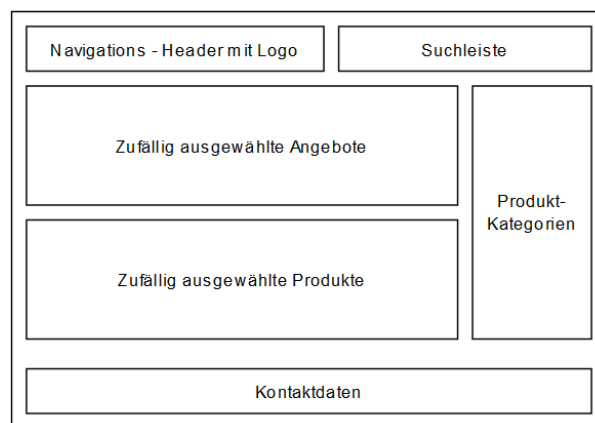 Navigations - Header mit Logo
Suchleiste
Zufällig ausgewählte Angebote
Produkt-
Kategorien
Zufällig ausgewählte Produkte
Kontaktdaten